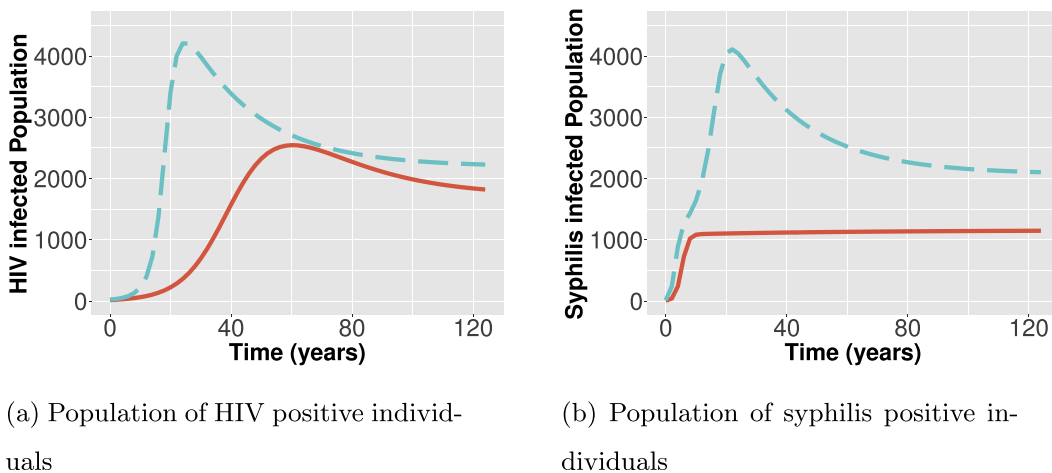 HIV infected Population
4000
3000
2000
1000
0
0 40 80 120
Time (years)
Syphilis infected Population
4000
3000
2000
1000
0
0 40 80 120
Time (years)
(a) Population of HIV positive individ-
uals
(b) Population of syphilis positive in-
dividuals